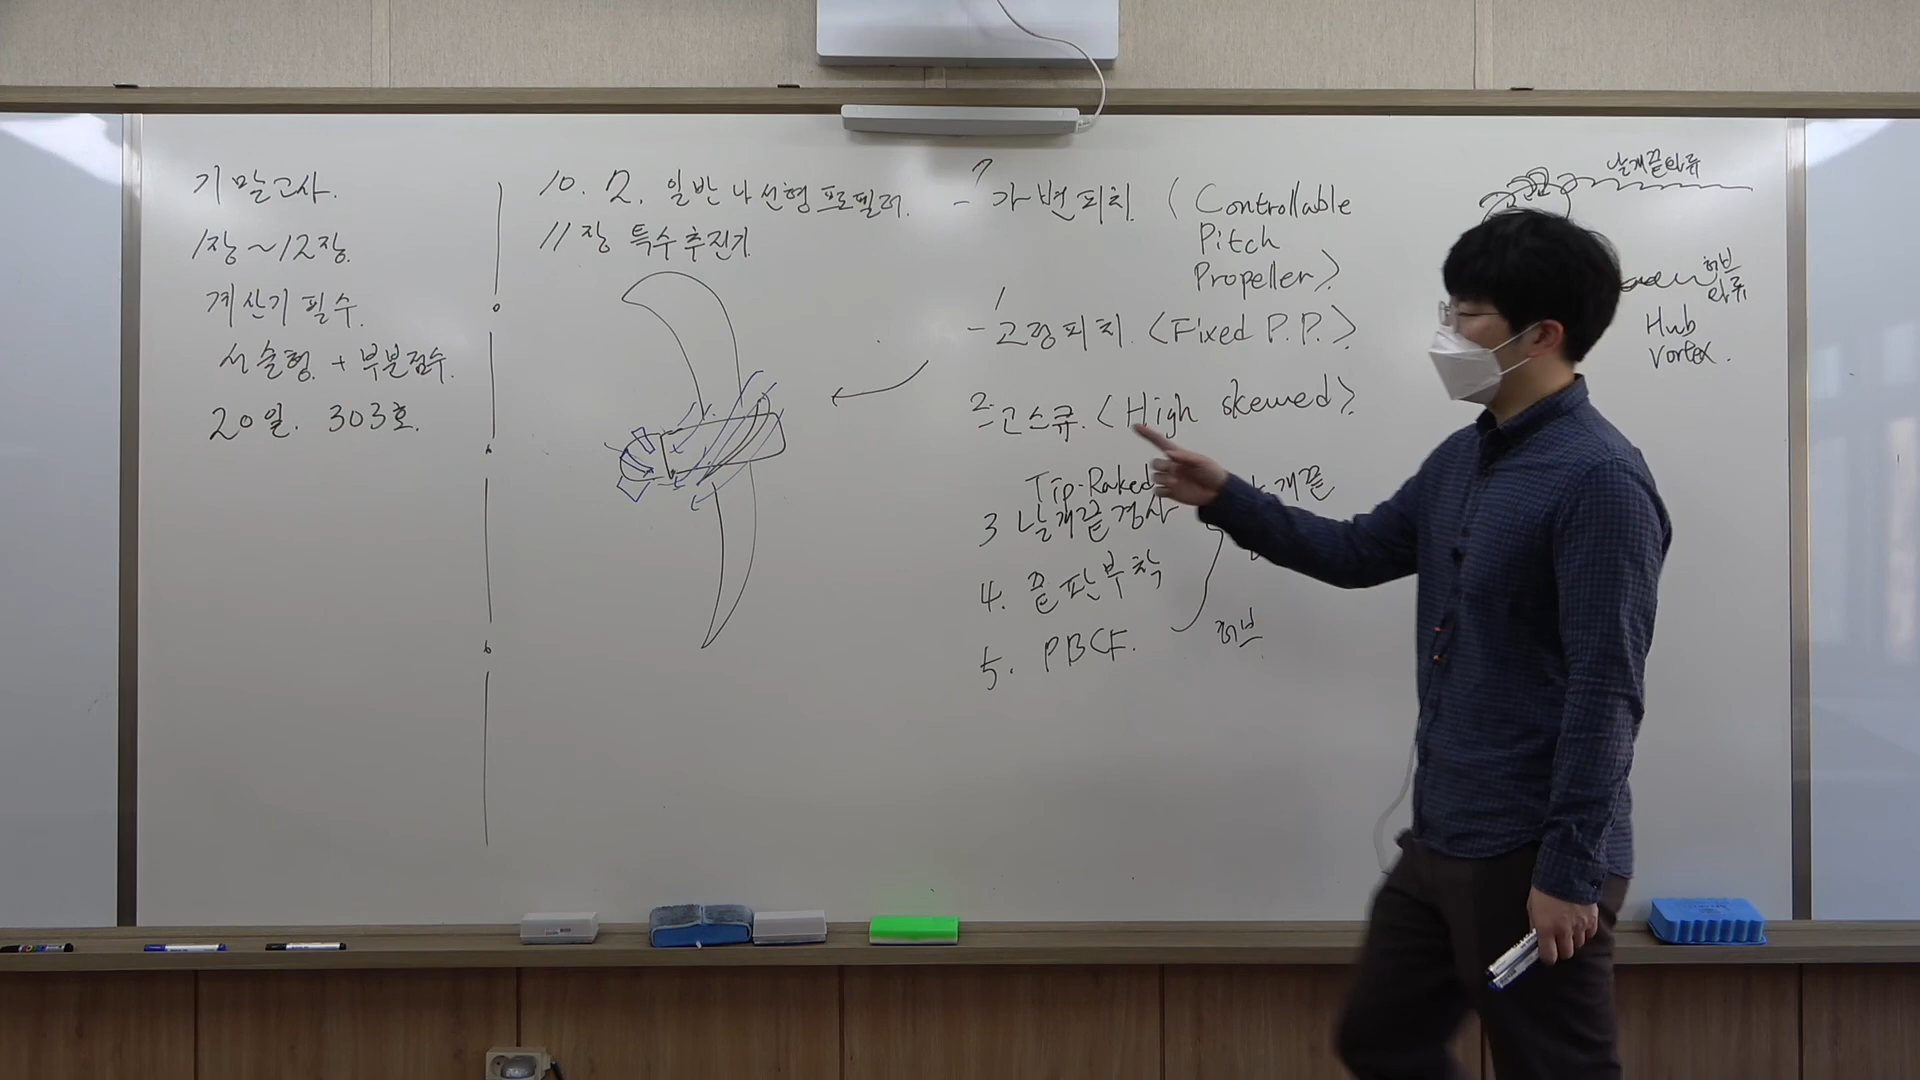 기말고사.
1장~12장.
계산기 필수.
서술형 + 부분점수.
20일. 303호.
10. 2. 일반 나선형 프로펠러.
11장 특수추진기
- 가변피치 (Controllable
Pitch
Propeller)
1
- 고정피치. (Fixed P.P.)
2. 고스큐. (High skewed)
Tip-Raked
3 날개끝경사
4. 끝판부착
5. PBCF.
개끝
허브
날개끝와류
허브
와류
Hub
Vortex.